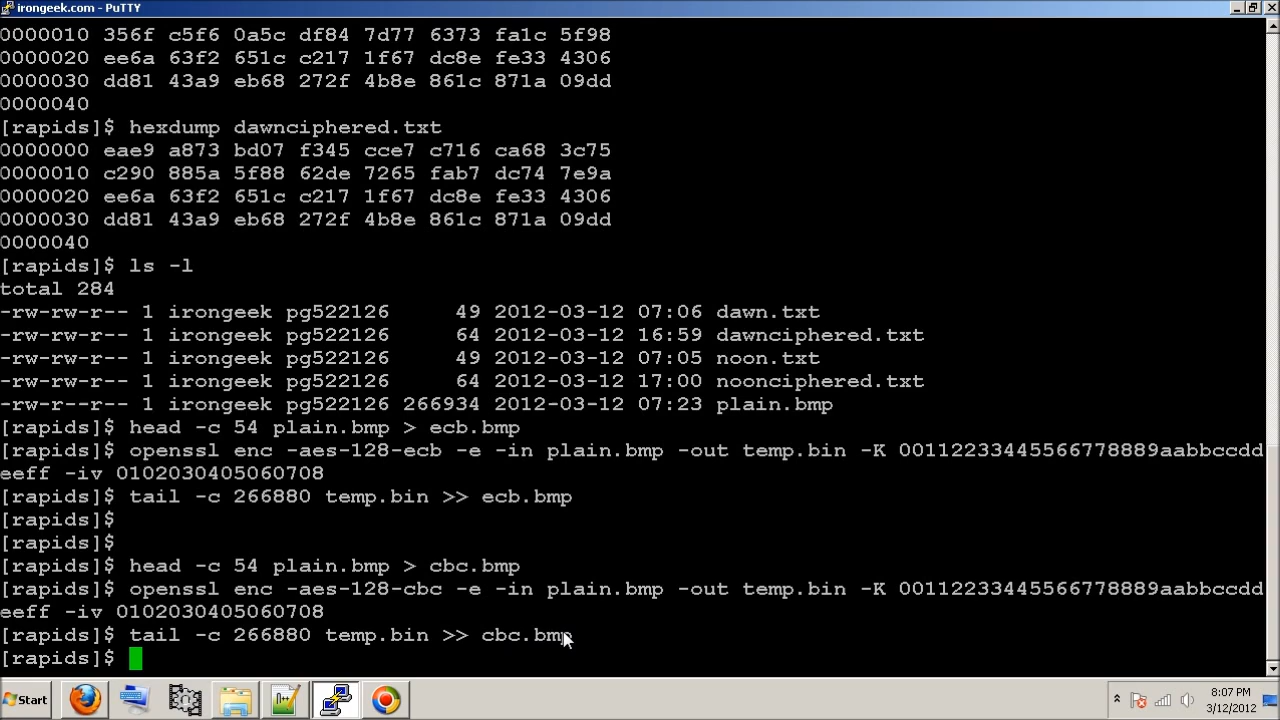 irongeek.com - PuTTY
0000010 356f c5f6 0a5c df84 7d77 6373 fa1c 5f98
0000020 ee6a 63f2 651c c217 1f67 dc8e fe33 4306
0000030 dd81 43a9 eb68 272f 4b8e 861c 871a 09dd
0000040
[rapids]$ hexdump dawnciphered.txt
0000000 eae9 a873 bd07 f345 cce7 c716 ca68 3c75
0000010 c290 885a 5f88 62de 7265 fab7 dc74 7e9a
0000020 ee6a 63f2 651c c217 1f67 dc8e fe33 4306
0000030 dd81 43a9 eb68 272f 4b8e 861c 871a 09dd
0000040
[rapids]$ ls -l
total 284
-rw-rw-r-- 1 irongeek pg522126     49 2012-03-12 07:06 dawn.txt
-rw-rw-r-- 1 irongeek pg522126     64 2012-03-12 16:59 dawnciphered.txt
-rw-rw-r-- 1 irongeek pg522126     49 2012-03-12 07:05 noon.txt
-rw-rw-r-- 1 irongeek pg522126     64 2012-03-12 17:00 noonciphered.txt
-rw-r--r-- 1 irongeek pg522126 266934 2012-03-12 07:23 plain.bmp
[rapids]$ head -c 54 plain.bmp > ecb.bmp
[rapids]$ openssl enc -aes-128-ecb -e -in plain.bmp -out temp.bin -K 00112233445566778889aabbccdd
eeff -iv 0102030405060708
[rapids]$ tail -c 266880 temp.bin >> ecb.bmp
[rapids]$
[rapids]$
[rapids]$ head -c 54 plain.bmp > cbc.bmp
[rapids]$ openssl enc -aes-128-cbc -e -in plain.bmp -out temp.bin -K 00112233445566778889aabbccdd
eeff -iv 0102030405060708
[rapids]$ tail -c 266880 temp.bin >> cbc.bmp
[rapids]$
Start
8:07 PM
3/12/2012